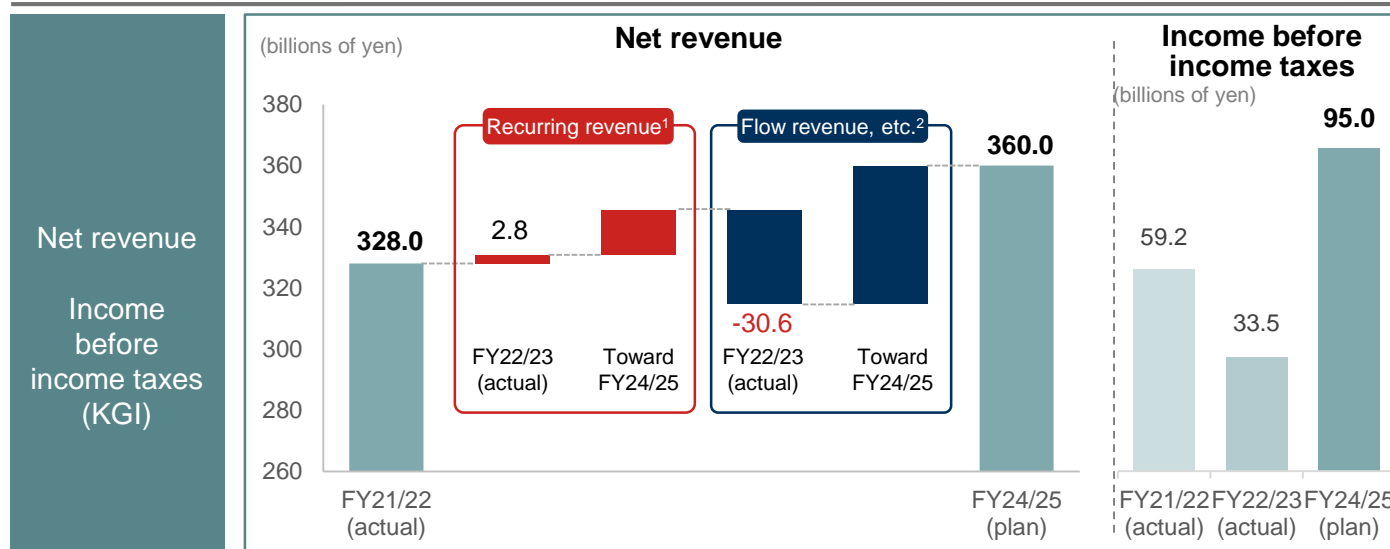 Net revenue
Income
before
income taxes
(KGI)
(billions of yen)
Net revenue
380
360
340
320
300
280
260
328.0
Recurring revenue1
2.8
FY22/23
(actual)
Toward
FY24/25
Flow revenue, etc.2
-30.6
FY22/23
(actual)
Toward
FY24/25
360.0
FY21/22
(actual)
FY24/25
(plan)
Income before
income taxes
(billions of yen)
59.2
33.5
95.0
FY21/22
(actual)
FY22/23
(actual)
FY24/25
(plan)